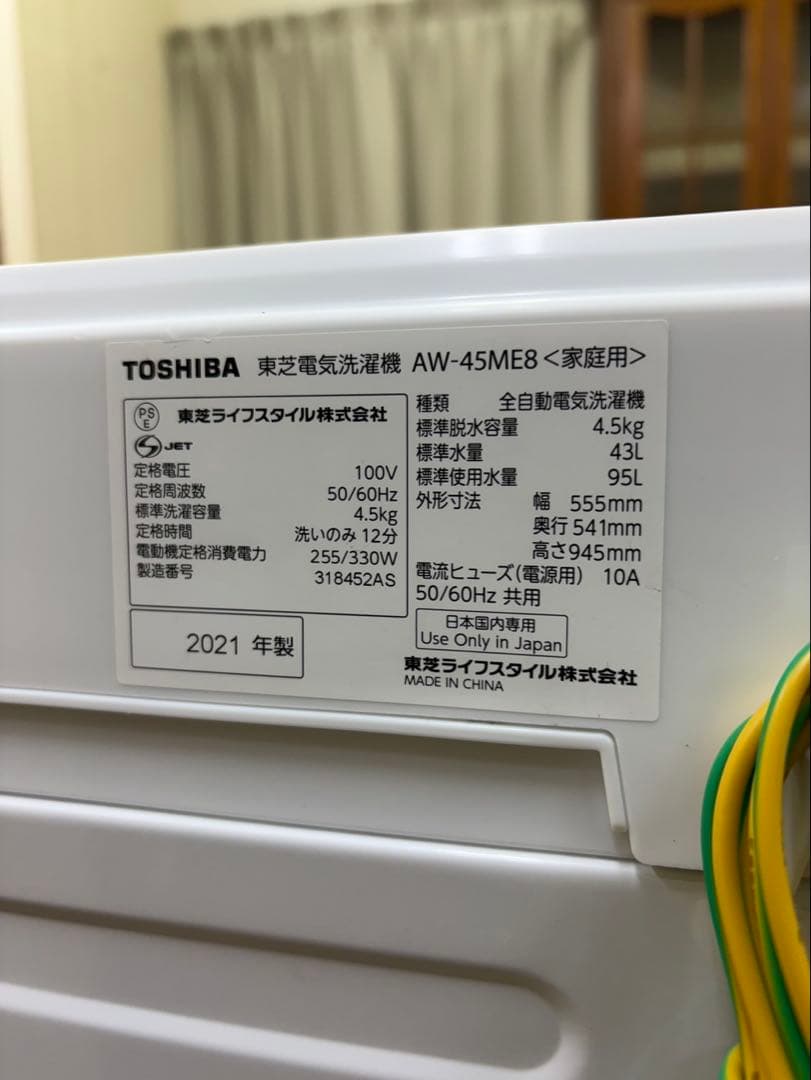 TOSHIBA 東芝電気洗濯機 AW-45ME8<家庭用>
PS
E
東芝ライフスタイル株式会社
S JET
定格電圧 100V
定格周波数 50/60Hz
標準洗濯容量 4.5kg
定格時間 洗いのみ 12分
電動機定格消費電力 255/330W
製造番号 318452AS
2021 年製
種類 全自動電気洗濯機
標準脱水容量 4.5kg
標準水量 43L
標準使用水量 95L
外形寸法 幅 555mm
奥行 541mm
高さ 945mm
電流ヒューズ(電源用) 10A
50/60Hz 共用
日本国内専用
Use Only in Japan
東芝ライフスタイル株式会社
MADE IN CHINA